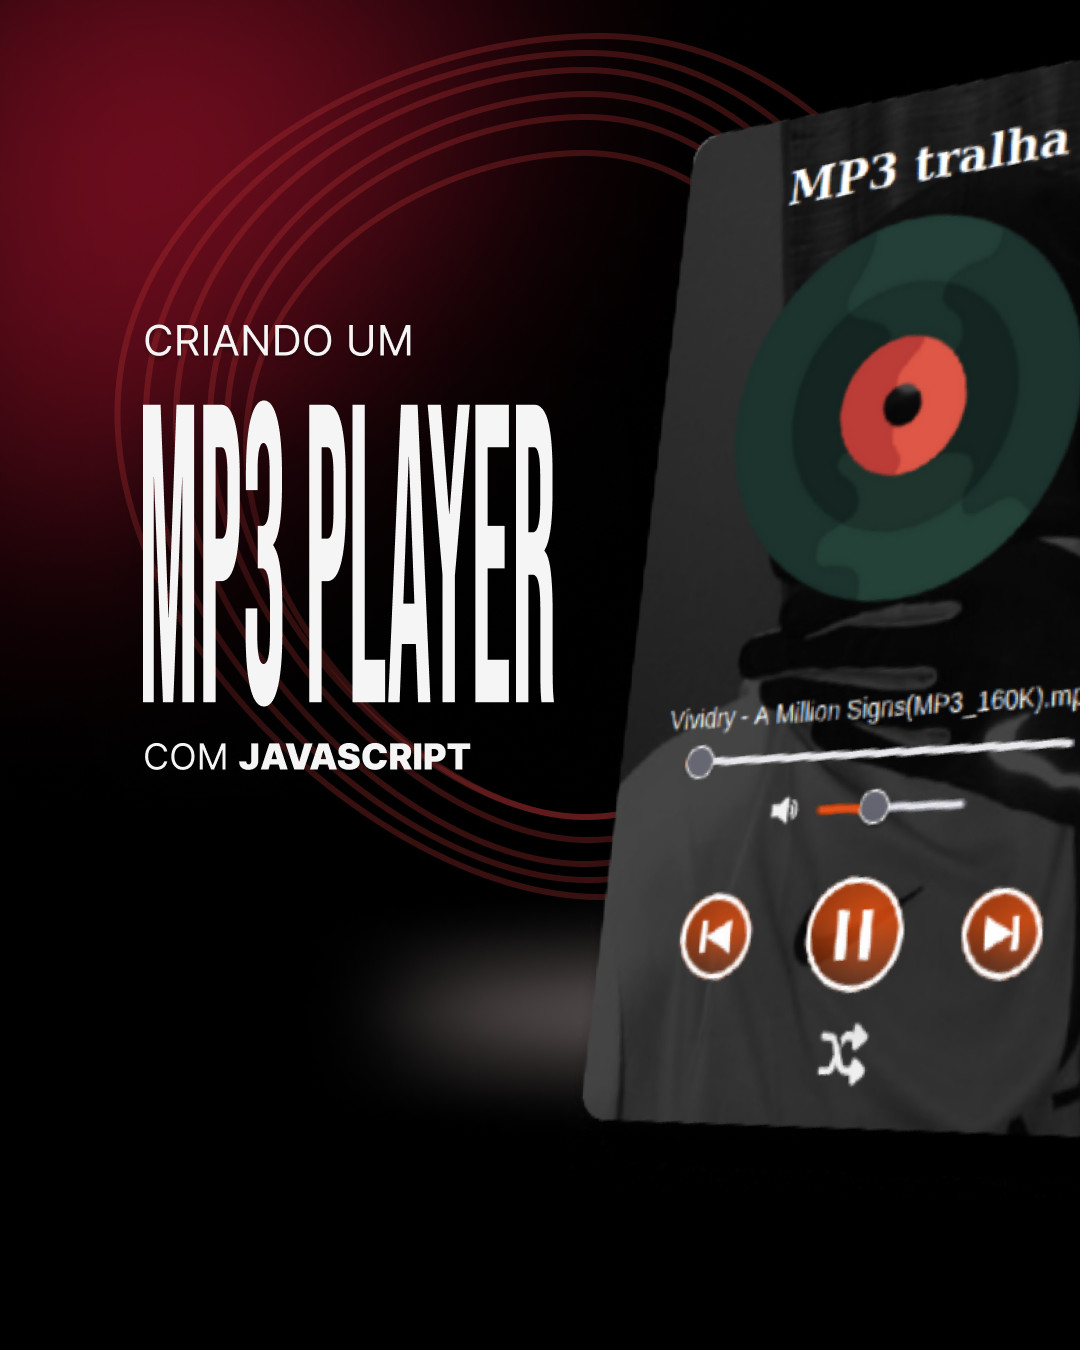 CRIANDO UM
MP3 PLAYER
COM JAVASCRIPT
MP3 tralha
Vividry - A Million Signs(MP3_160K).mp